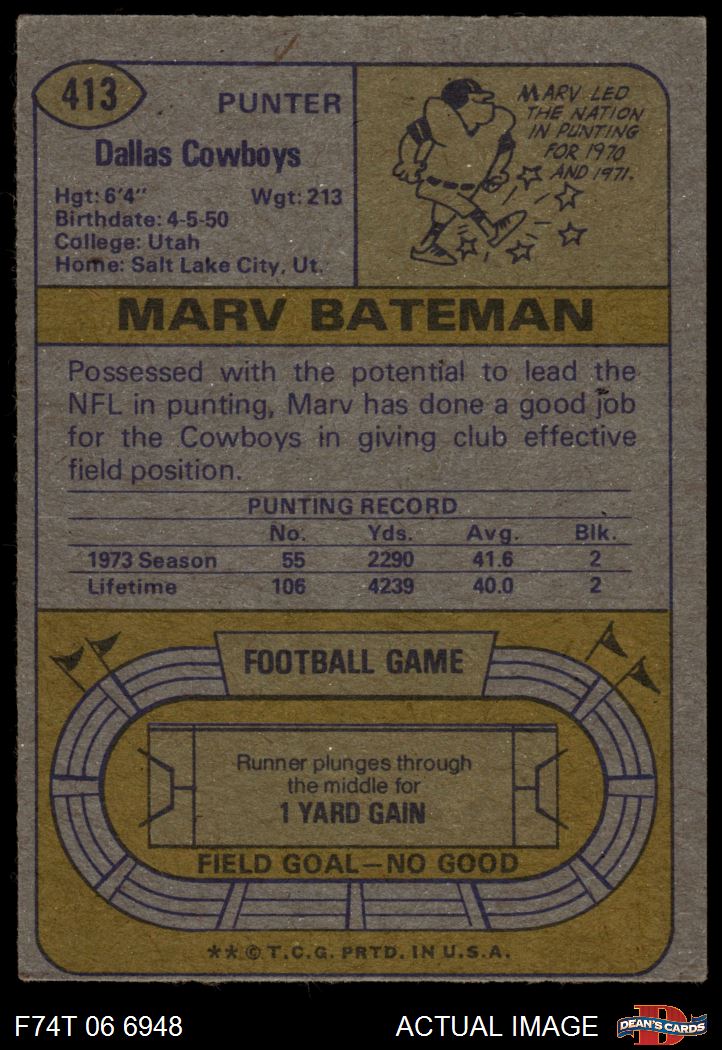 413
PUNTER
Dallas Cowboys
Hgt: 6'4" Wgt: 213
Birthdate: 4-5-50
College: Utah
Home: Salt Lake City, Ut.
MARV LED
THE NATION
IN PUNTING
FOR 1970
AND 1971.
MARV BATEMAN
Possessed with the potential to lead the
NFL in punting, Marv has done a good job
for the Cowboys in giving club effective
field position.
PUNTING RECORD
No. Yds. Avg. Blk.
1973 Season 55 2290 41.6 2
Lifetime 106 4239 40.0 2
FOOTBALL GAME
Runner plunges through
the middle for
1 YARD GAIN
FIELD GOAL—NO GOOD
** © T.C.G. PRTD. IN U.S.A.
F74T 06 6948 ACTUAL IMAGE
D
DEAN'S CARDS